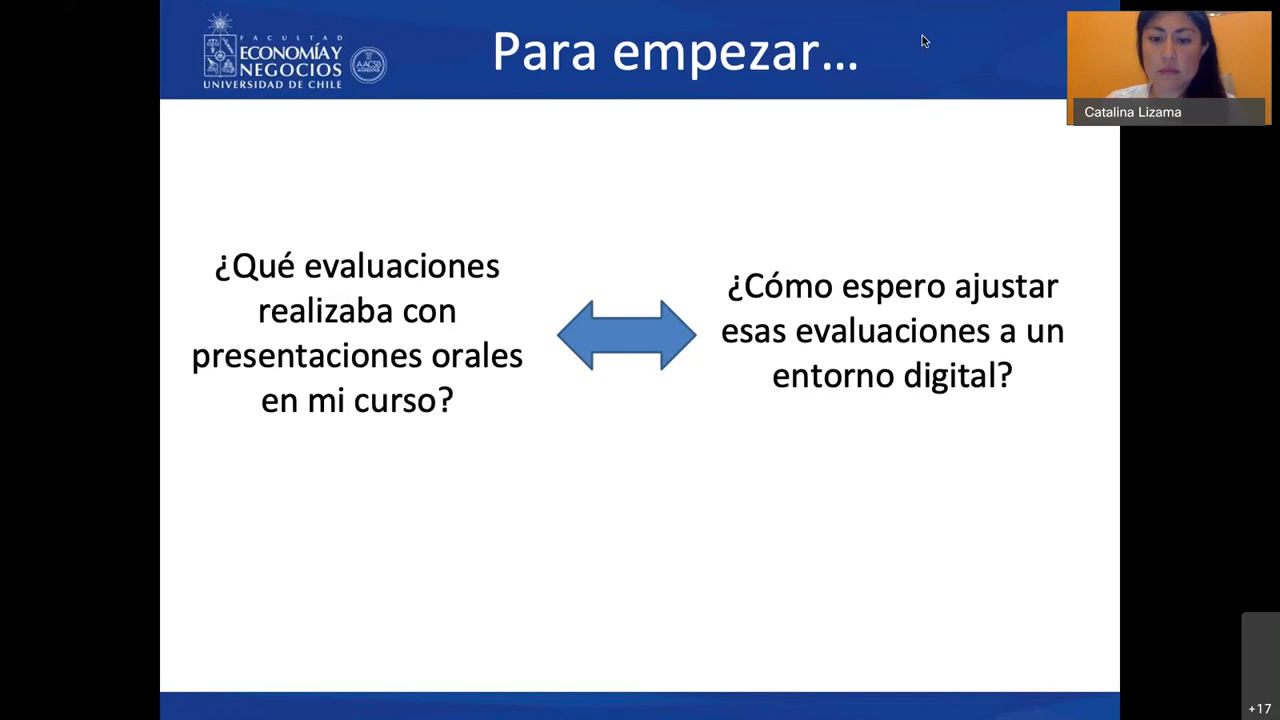 FACULTAD
ECONOMÍA Y
NEGOCIOS
UNIVERSIDAD DE CHILE
AACSB
Para empezar...
Catalina Lizama
¿Qué evaluaciones
realizaba con
presentaciones orales
en mi curso?
¿Cómo espero ajustar
esas evaluaciones a un
entorno digital?
+17